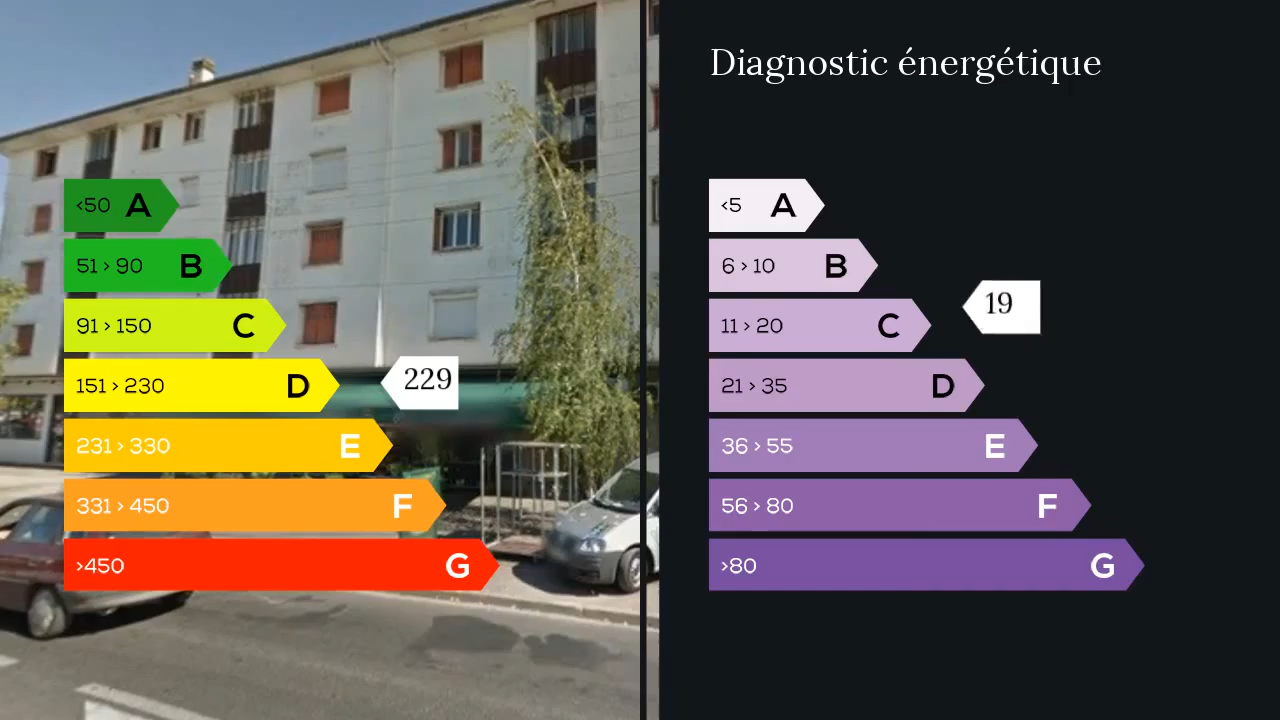 Diagnostic énergétique
<50 A
51 > 90 B
91 > 150 C
151 > 230 D
229
231 > 330 E
331 > 450 F
>450 G
<5 A
6 > 10 B
19
11 > 20 C
21 > 35 D
36 > 55 E
56 > 80 F
>80 G